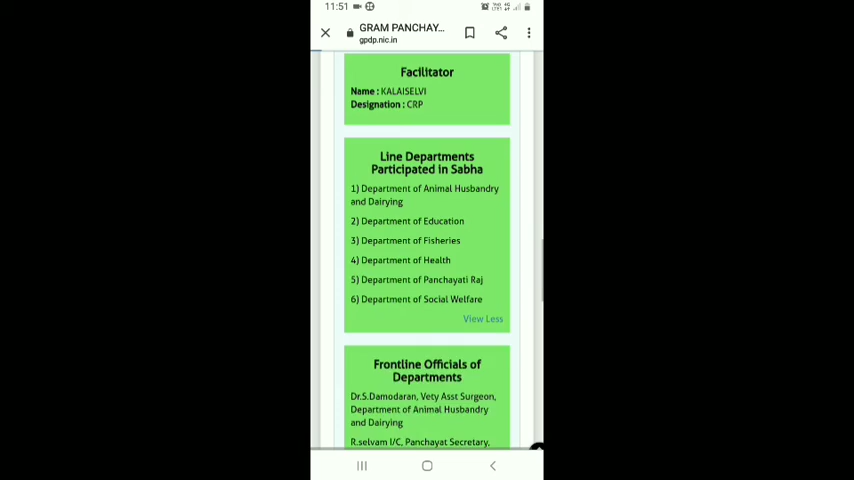 11:51
GRAM PANCHAY...
gpdp.nic.in
Facilitator
Name : KALAISELVI
Designation : CRP
Line Departments
Participated in Sabha
1) Department of Animal Husbandry
and Dairying
2) Department of Education
3) Department of Fisheries
4) Department of Health
5) Department of Panchayati Raj
6) Department of Social Welfare
View Less
Frontline Officials of
Departments
Dr.S.Damodaran, Vety Asst Surgeon,
Department of Animal Husbandry
and Dairying
R.selvam I/C, Panchayat Secretary,